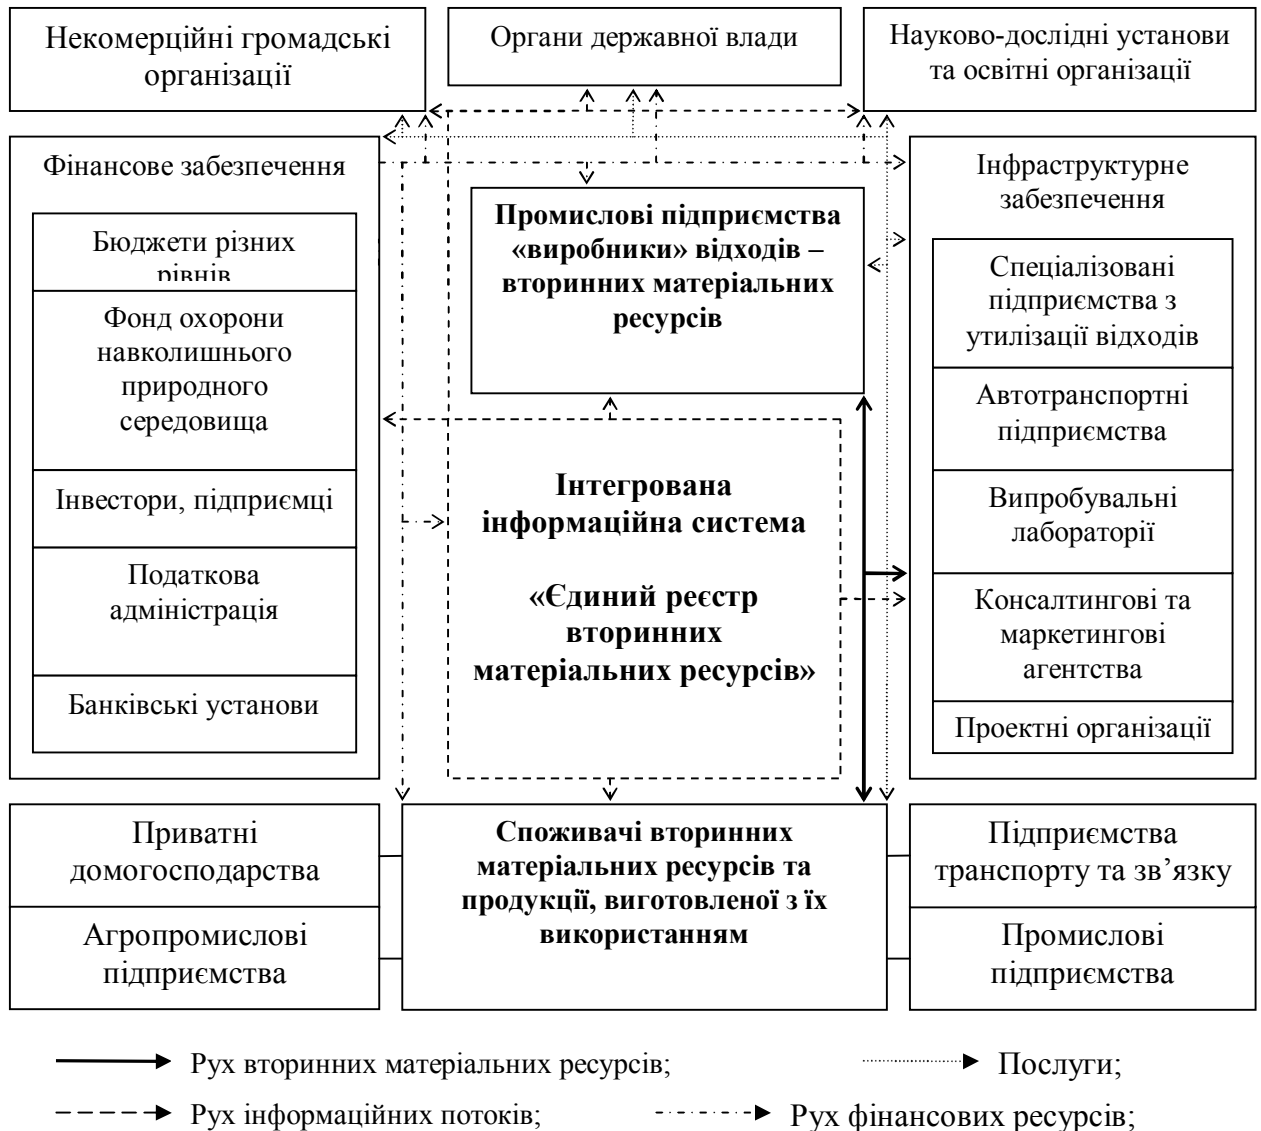 Некомерційні громадські
організації
Органи державної влади
Науково-дослідні установи
та освітні організації
Фінансове забезпечення
Бюджети різних
рівнів
Фонд охорони
навколишнього
природного
середовища
Інвестори, підприємці
Податкова
адміністрація
Банківські установи
Промислові підприємства
«виробники» відходів –
вторинних матеріальних
ресурсів
Інтегрована
інформаційна система
«Єдиний реєстр
вторинних
матеріальних ресурсів»
Інфраструктурне
забезпечення
Спеціалізовані
підприємства з
утилізації відходів
Автотранспортні
підприємства
Випробувальні
лабораторії
Консалтингові та
маркетингові
агентства
Проектні організації
Приватні
домогосподарства
Агропромислові
підприємства
Споживачі вторинних
матеріальних ресурсів та
продукції, виготовленої з їх
використанням
Підприємства
транспорту та зв’язку
Промислові
підприємства
Рух вторинних матеріальних ресурсів;
Послуги;
Рух інформаційних потоків;
Рух фінансових ресурсів;